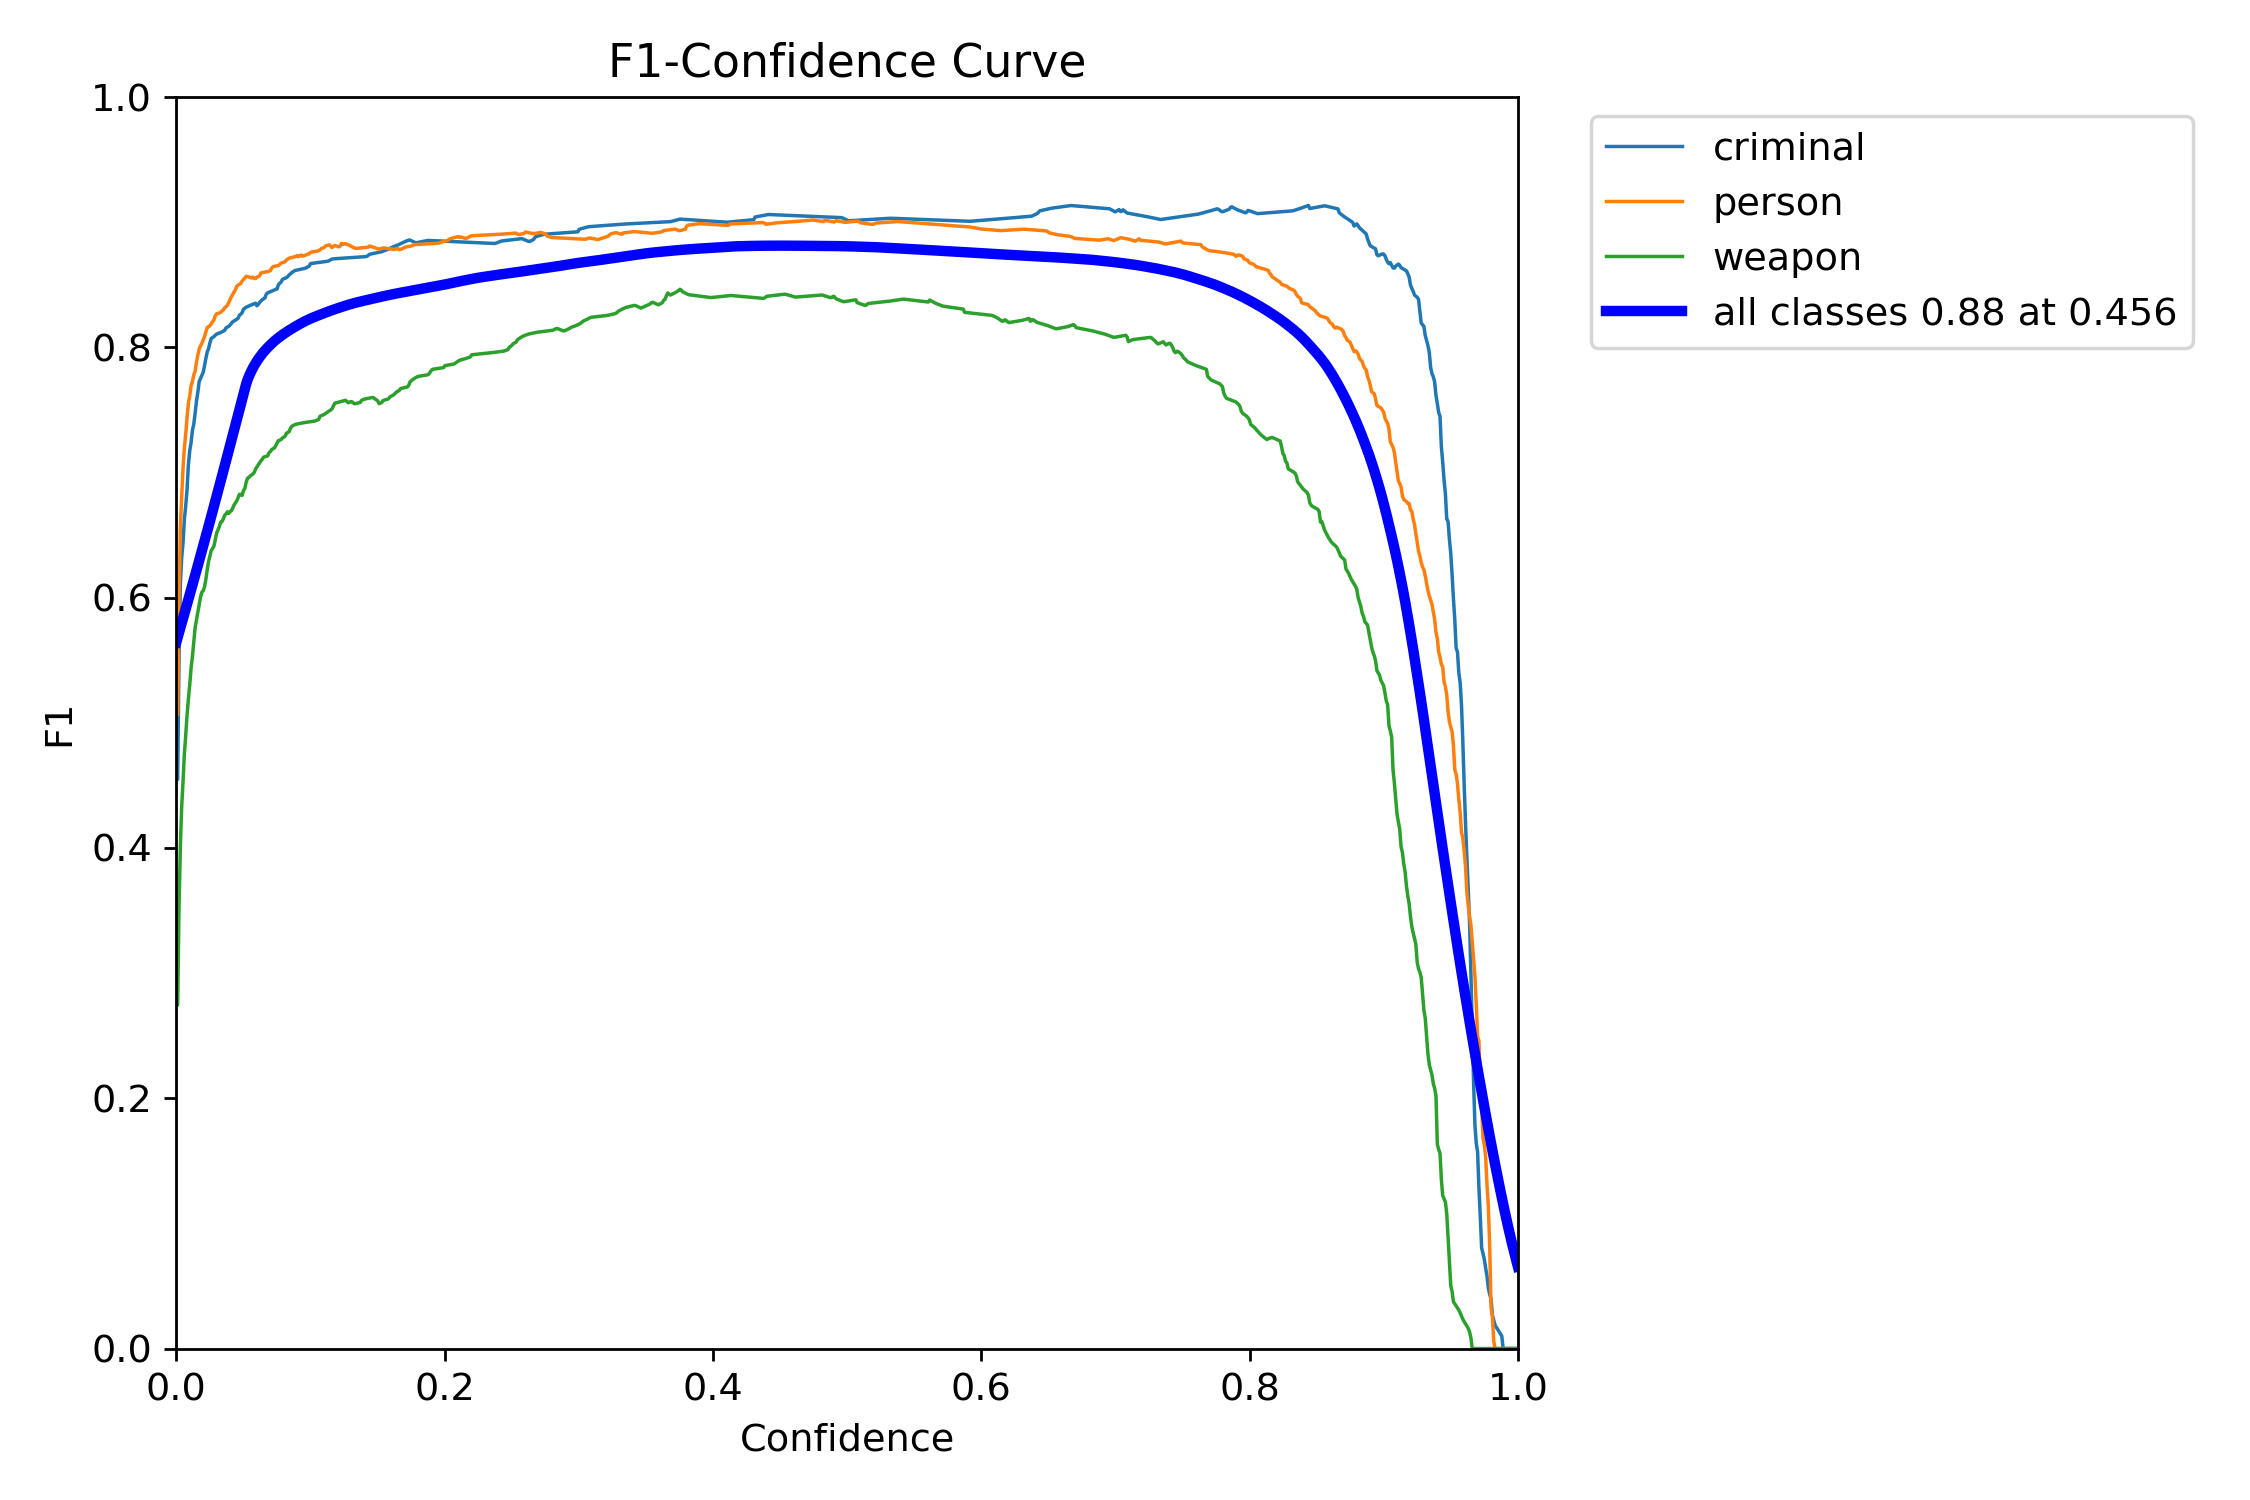 F1-Confidence Curve
1.0
0.8
0.6
0.4
0.2
0.0
F1
0.0 0.2 0.4 0.6 0.8 1.0
Confidence
criminal
person
weapon
all classes 0.88 at 0.456